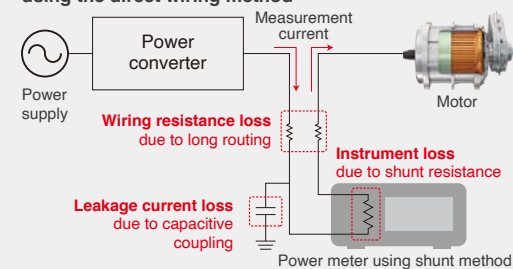 using the direct wiring method
Measurement
current
Power
converter
Power
supply
Motor
Wiring resistance loss
due to long routing
Instrument loss
due to shunt resistance
Leakage current loss
due to capacitive
coupling
Power meter using shunt method